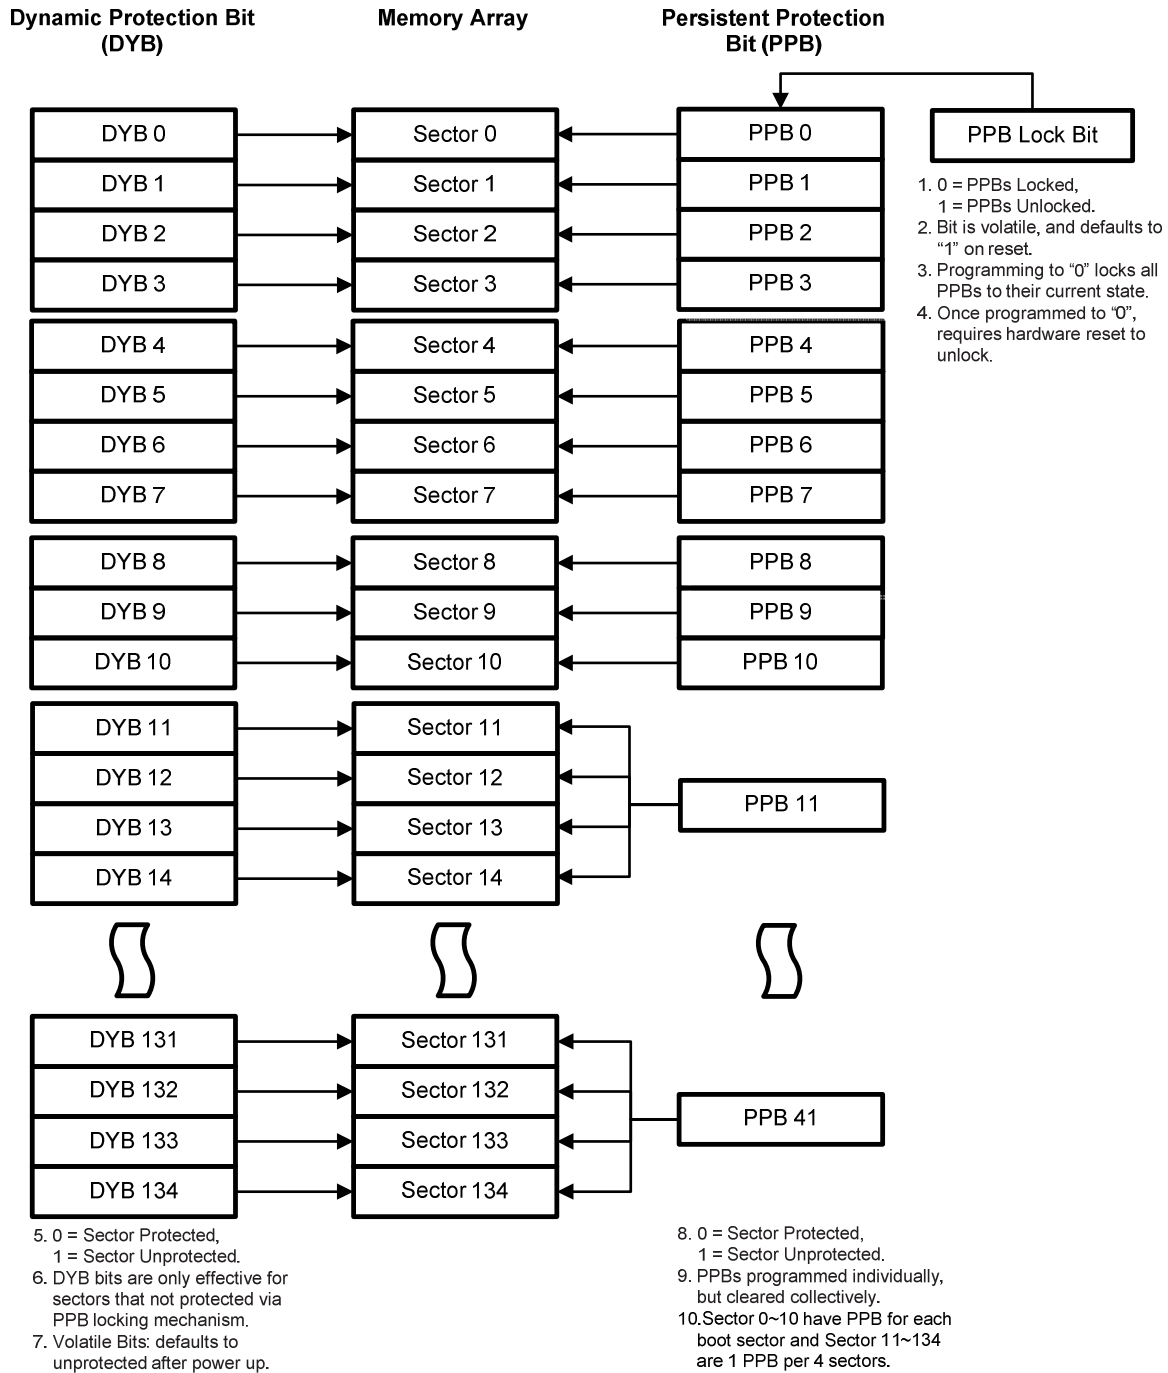 Dynamic Protection Bit
(DYB)
Memory Array
Persistent Protection
Bit (PPB)
DYB 0
Sector 0
PPB 0
PPB Lock Bit
DYB 1
Sector 1
PPB 1
DYB 2
Sector 2
PPB 2
DYB 3
Sector 3
PPB 3
1. 0 = PPBs Locked,
1 = PPBs Unlocked.
2. Bit is volatile, and defaults to
“1” on reset.
3. Programming to “0” locks all
PPBs to their current state.
4. Once programmed to “0”,
requires hardware reset to
unlock.
DYB 4
Sector 4
PPB 4
DYB 5
Sector 5
PPB 5
DYB 6
Sector 6
PPB 6
DYB 7
Sector 7
PPB 7
DYB 8
Sector 8
PPB 8
DYB 9
Sector 9
PPB 9
DYB 10
Sector 10
PPB 10
DYB 11
Sector 11
DYB 12
Sector 12
PPB 11
DYB 13
Sector 13
DYB 14
Sector 14
DYB 131
Sector 131
DYB 132
Sector 132
PPB 41
DYB 133
Sector 133
DYB 134
Sector 134
5. 0 = Sector Protected,
1 = Sector Unprotected.
6. DYB bits are only effective for
sectors that not protected via
PPB locking mechanism.
7. Volatile Bits: defaults to
unprotected after power up.
8. 0 = Sector Protected,
1 = Sector Unprotected.
9. PPBs programmed individually,
but cleared collectively.
10.Sector 0~10 have PPB for each
boot sector and Sector 11~134
are 1 PPB per 4 sectors.